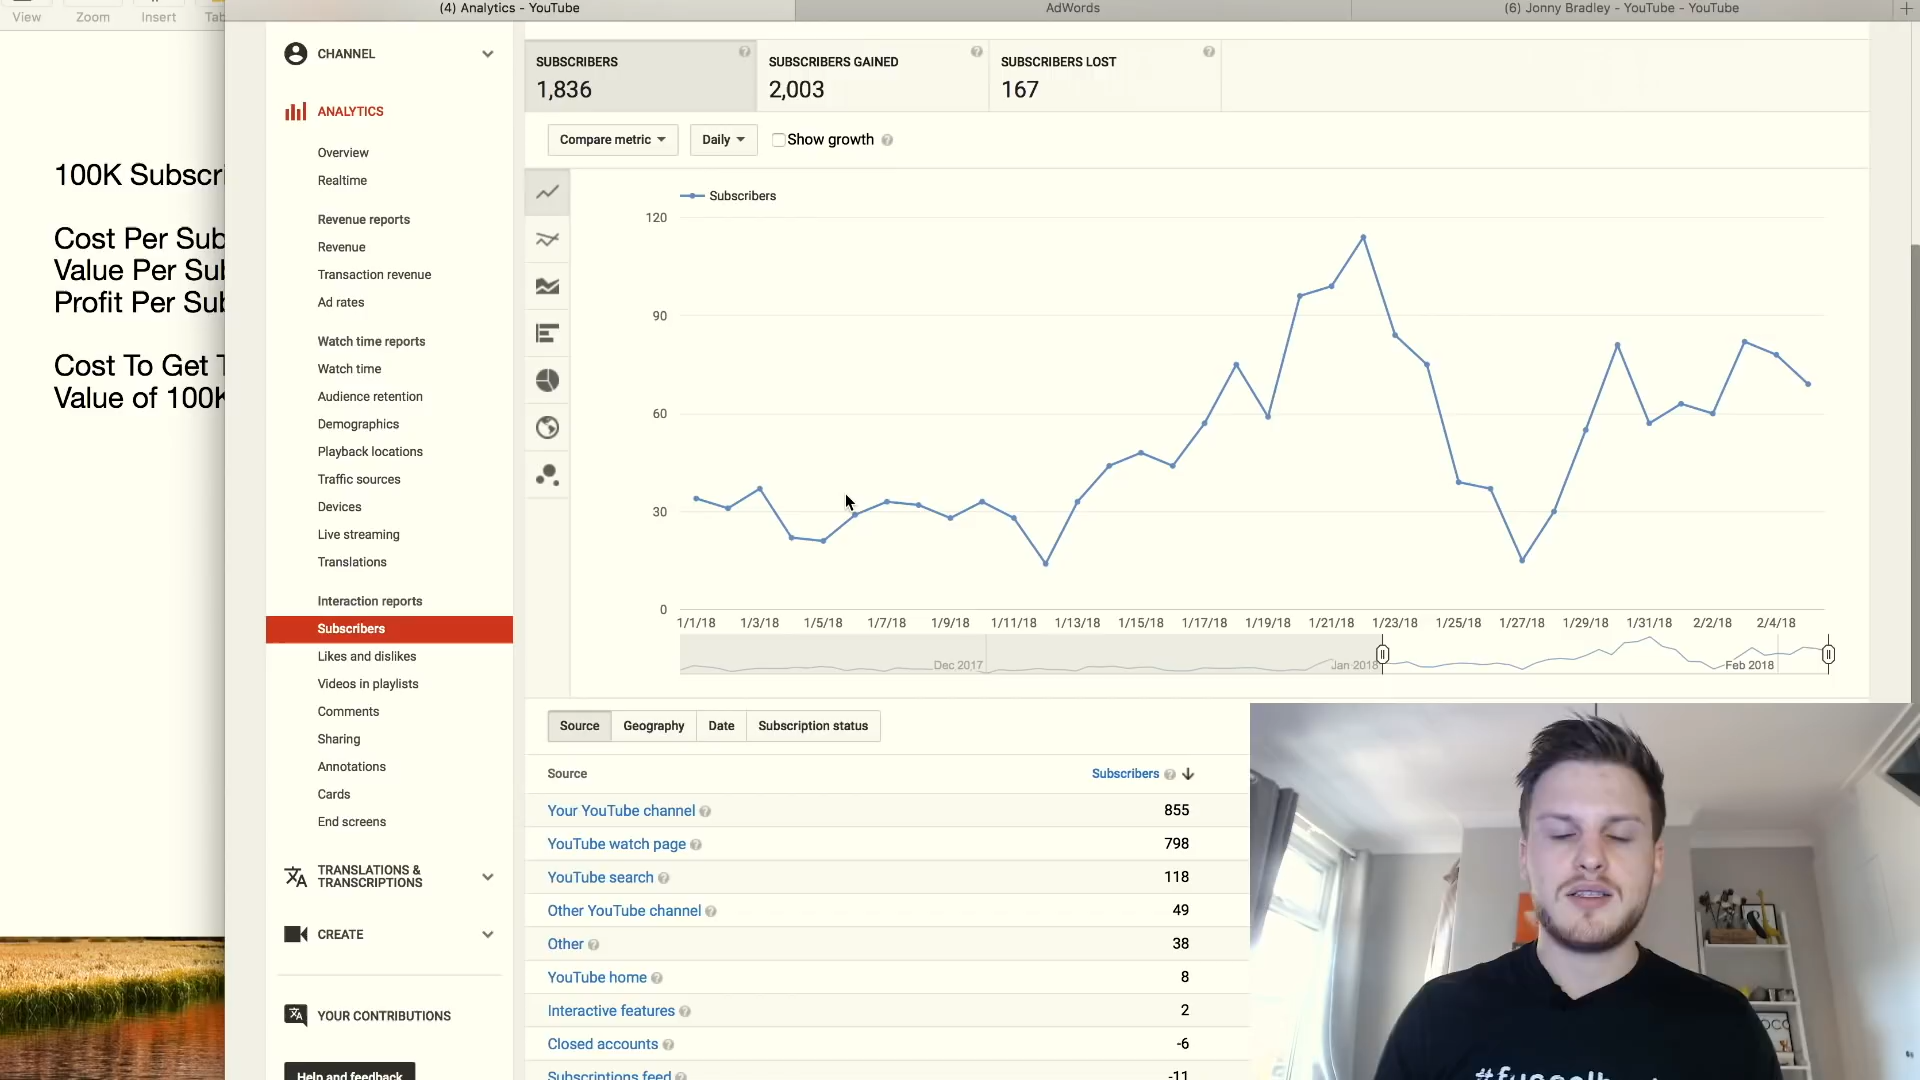 View
Zoom
Insert
(4) Analytics - YouTube
AdWords
(6) Jonny Bradley - YouTube - YouTube
100K Subscri
Cost Per Sub
Value Per Sub
Profit Per Sub
Cost To Get T
Value of 100K
CHANNEL
ANALYTICS
Overview
Realtime
Revenue reports
Revenue
Transaction revenue
Ad rates
Watch time reports
Watch time
Audience retention
Demographics
Playback locations
Traffic sources
Devices
Live streaming
Translations
Interaction reports
Subscribers
Likes and dislikes
Videos in playlists
Comments
Sharing
Annotations
Cards
End screens
TRANSLATIONS &
TRANSCRIPTIONS
CREATE
YOUR CONTRIBUTIONS
Help and feedback
SUBSCRIBERS
1,836
SUBSCRIBERS GAINED
2,003
SUBSCRIBERS LOST
167
Compare metric
Daily
Show growth
Subscribers
120
90
60
30
0
1/1/18 1/3/18 1/5/18 1/7/18 1/9/18 1/11/18 1/13/18 1/15/18 1/17/18 1/19/18 1/21/18 1/23/18 1/25/18 1/27/18 1/29/18 1/31/18 2/2/18 2/4/18
Dec 2017 Jan 2018 Feb 2018
Source Geography Date Subscription status
Source Subscribers
Your YouTube channel 855
YouTube watch page 798
YouTube search 118
Other YouTube channel 49
Other 38
YouTube home 8
Interactive features 2
Closed accounts -6
Subscriptions feed -11